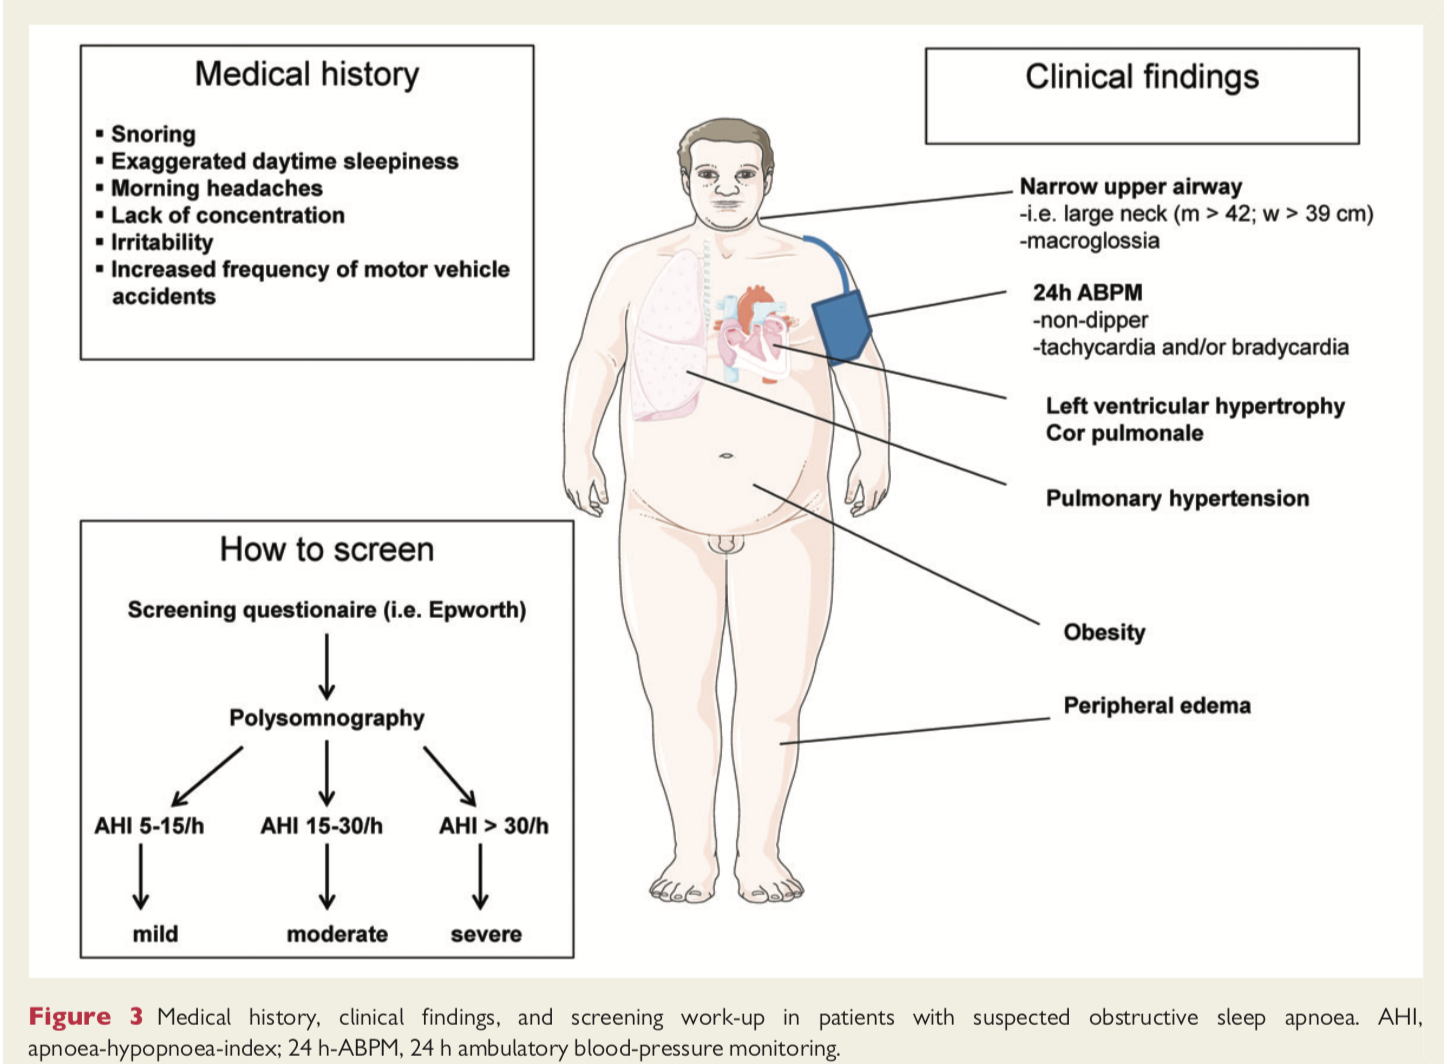 Medical history
▪ Snoring
▪ Exaggerated daytime sleepiness
▪ Morning headaches
▪ Lack of concentration
▪ Irritability
▪ Increased frequency of motor vehicle
accidents
Clinical findings
Narrow upper airway
-i.e. large neck (m > 42; w > 39 cm)
-macroglossia
24h ABPM
-non-dipper
-tachycardia and/or bradycardia
Left ventricular hypertrophy
Cor pulmonale
Pulmonary hypertension
Obesity
Peripheral edema
How to screen
Screening questionaire (i.e. Epworth)
Polysomnography
AHI 5-15/h AHI 15-30/h AHI > 30/h
mild moderate severe
Figure 3 Medical history, clinical findings, and screening work-up in patients with suspected obstructive sleep apnoea. AHI,
apnoea-hypopnoea-index; 24 h-ABPM, 24 h ambulatory blood-pressure monitoring.